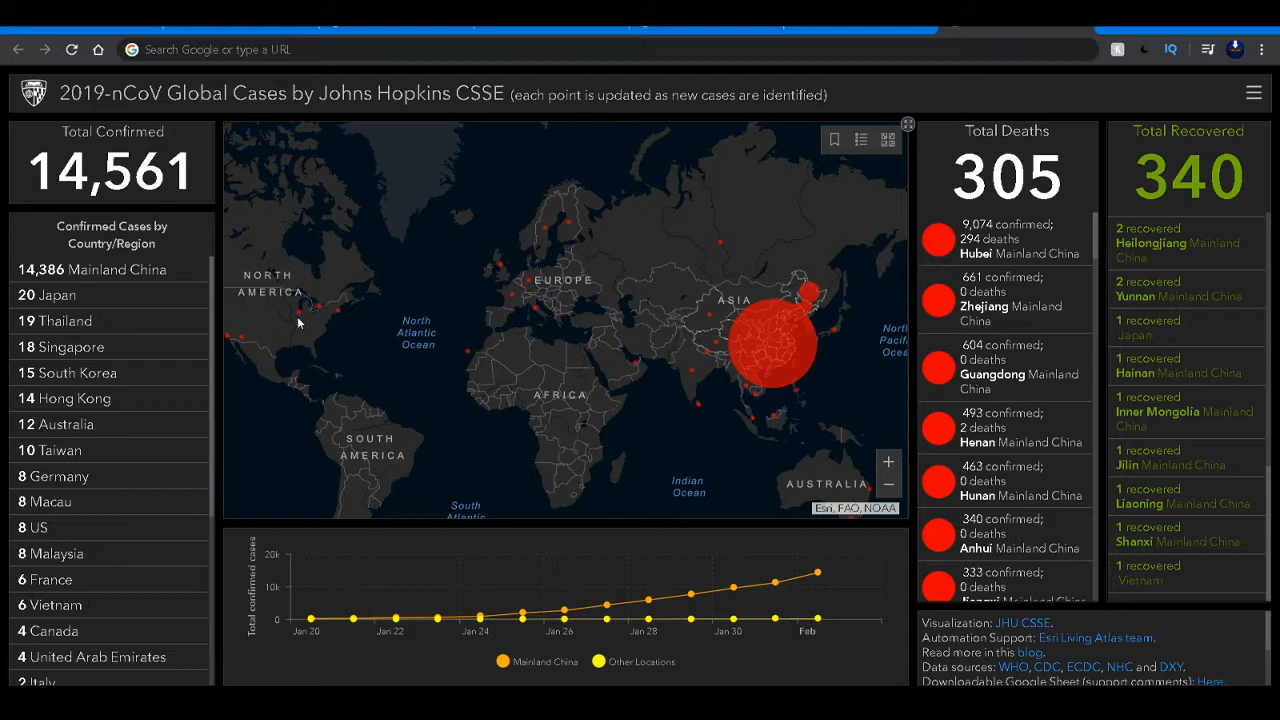 Search Google or type a URL
IQ
2019-nCoV Global Cases by Johns Hopkins CSSE (each point is updated as new cases are identified)
Total Confirmed
14,561
Confirmed Cases by
Country/Region
14,386 Mainland China
20 Japan
19 Thailand
18 Singapore
15 South Korea
14 Hong Kong
12 Australia
10 Taiwan
8 Germany
8 Macau
8 US
8 Malaysia
6 France
6 Vietnam
4 Canada
4 United Arab Emirates
2 Italy
NORTH
AMERICA
North
Atlantic
Ocean
EUROPE
ASIA
North
Pacific
Ocea
AFRICA
SOUTH
AMERICA
Indian
Ocean
AUSTRALIA
South
Atlantic
+
−
Esri, FAO, NOAA
Total confirmed cases
20k
10k
0
Jan 20
Jan 22
Jan 24
Jan 26
Jan 28
Jan 30
Feb
Mainland China
Other Locations
Total Deaths
305
9,074 confirmed;
294 deaths
Hubei Mainland China
661 confirmed;
0 deaths
Zhejiang Mainland
China
604 confirmed;
0 deaths
Guangdong Mainland
China
493 confirmed;
2 deaths
Henan Mainland China
463 confirmed;
0 deaths
Hunan Mainland China
340 confirmed;
0 deaths
Anhui Mainland China
333 confirmed;
0 deaths
Jiangxi Mainland China
Total Recovered
340
2 recovered
Heilongjiang Mainland
China
2 recovered
Yunnan Mainland China
1 recovered
Japan
1 recovered
Hainan Mainland China
1 recovered
Inner Mongolia Mainland
China
1 recovered
Jilin Mainland China
1 recovered
Liaoning Mainland China
1 recovered
Shanxi Mainland China
1 recovered
Vietnam
Visualization: JHU CSSE.
Automation Support: Esri Living Atlas team.
Read more in this blog.
Data sources: WHO, CDC, ECDC, NHC and DXY.
Downloadable Google Sheet (support comments): Here.